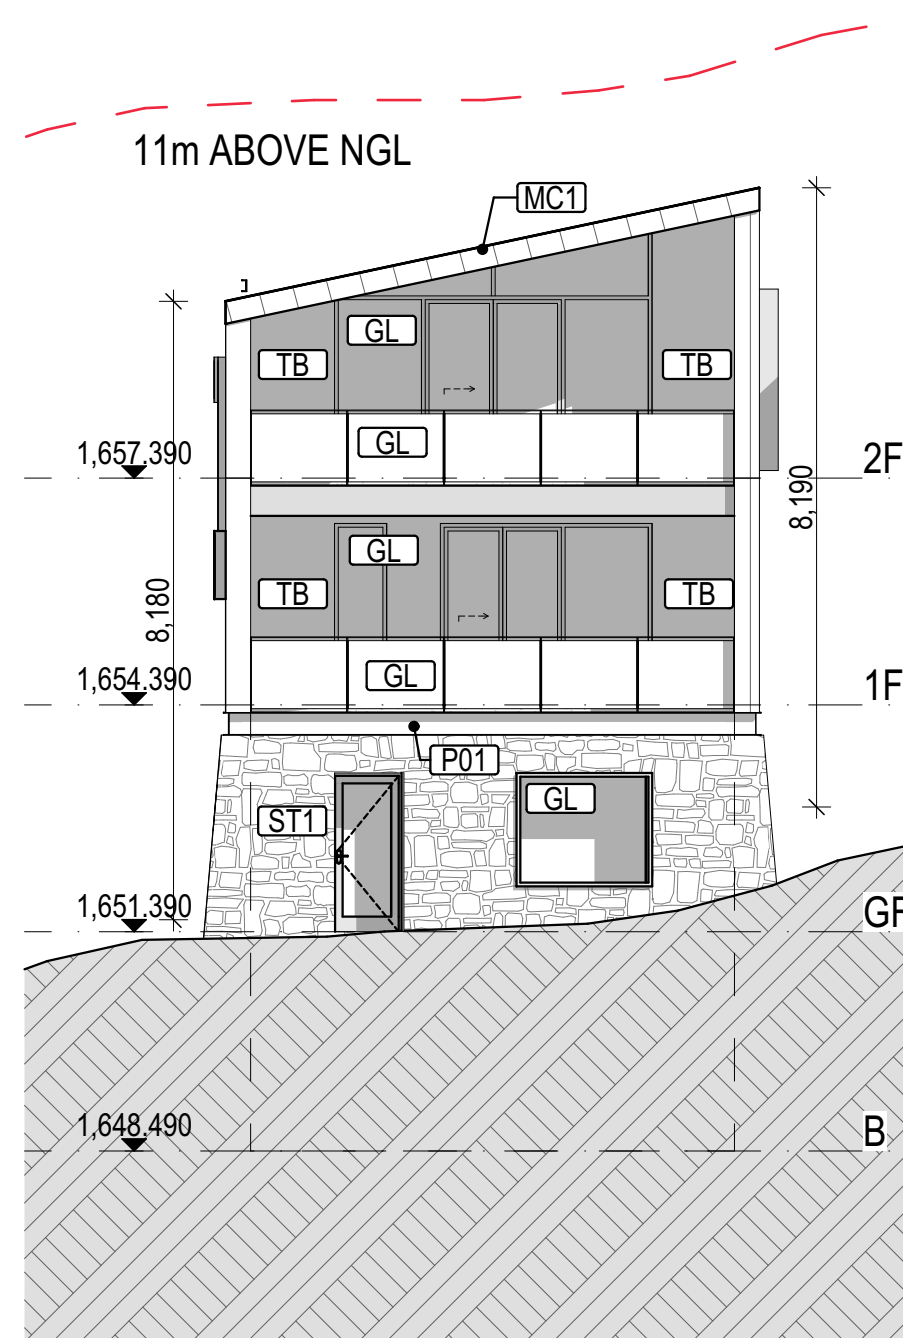 11m ABOVE NGL
MC1
GL
TB
TB
GL
1,657.390
2F
8,190
GL
TB
TB
8,180
GL
1,654.390
1F
P01
GL
ST1
1,651.390
GF
1,648.490
B